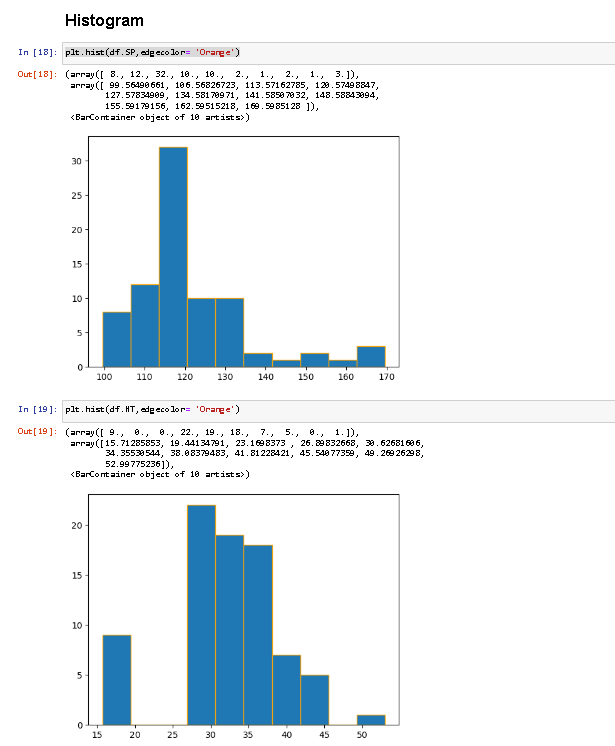 Histogram
In [18]: plt.hist(df.SP,edgecolor= 'Orange')
Out[18]: (array([ 8., 12., 32., 10., 10., 2., 1., 2., 1., 3.]),
array([ 99.56490661, 106.56826723, 113.57162785, 120.57498847,
127.57834909, 134.58170971, 141.58507032, 148.58843094,
155.59179156, 162.59515218, 169.5985128 ]),
<BarContainer object of 10 artists>)
30
25
20
15
10
5
0
100 110 120 130 140 150 160 170
In [19]: plt.hist(df.WT,edgecolor= 'Orange')
Out[19]: (array([ 9., 0., 0., 22., 19., 18., 7., 5., 0., 1.]),
array([15.71285853, 19.44134791, 23.1698373 , 26.89832668, 30.62681606,
34.35530544, 38.08379483, 41.81228421, 45.54077359, 49.26926298,
52.99775236]),
<BarContainer object of 10 artists>)
20
15
10
5
0
15 20 25 30 35 40 45 50